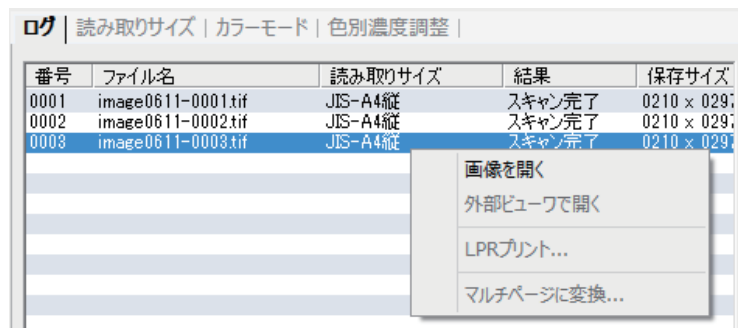 ログ | 読み取りサイズ | カラーモード | 色別濃度調整 |
番号 ファイル名 読み取りサイズ 結果 保存サイズ
0001 image0611-0001.tif JIS-A4縦 スキャン完了 0210 x 0297
0002 image0611-0002.tif JIS-A4縦 スキャン完了 0210 x 0297
0003 image0611-0003.tif JIS-A4縦 スキャン完了 0210 x 0297
画像を開く
外部ビューワで開く
LPRプリント...
マルチページに変換...